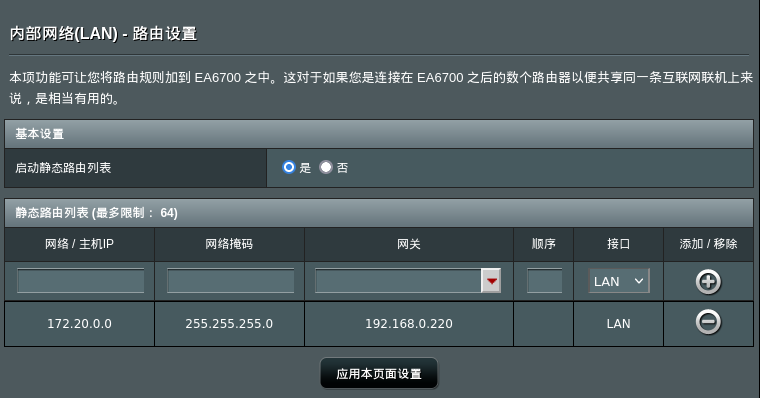 内部网络(LAN) - 路由设置
本项功能可让您将路由规则加到 EA6700 之中。这对于如果您是连接在 EA6700 之后的数个路由器以便共享同一条互联网联机上来
说，是相当有用的。
基本设置
启动静态路由列表 是 否
静态路由列表 (最多限制： 64)
网络 / 主机IP 网络掩码 网关 顺序 接口 添加 / 移除
LAN
172.20.0.0 255.255.255.0 192.168.0.220 LAN
应用本页面设置